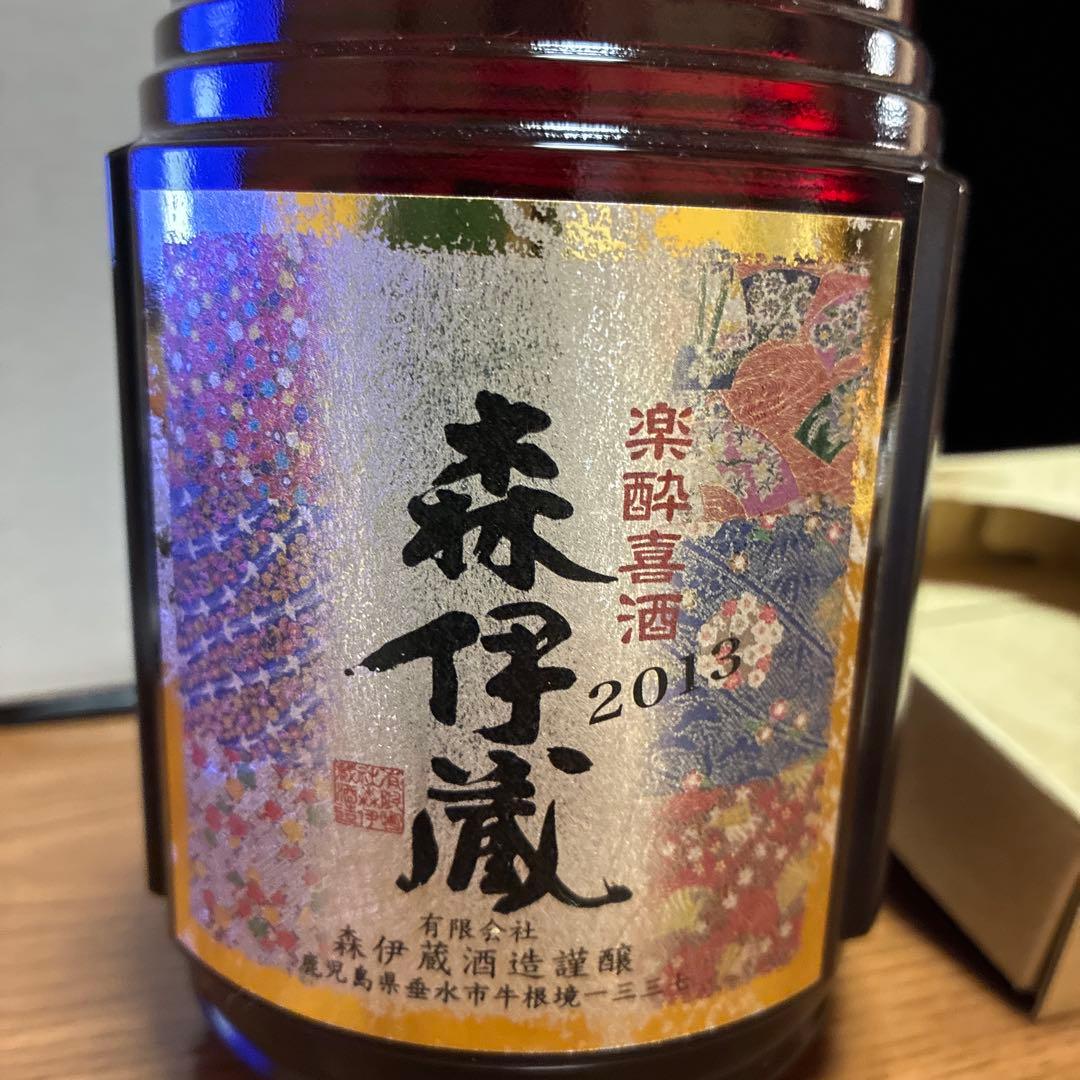 楽酔喜酒
2013
森伊蔵
有限会社
森伊蔵酒造謹醸
鹿児島県垂水市牛根境一三三七